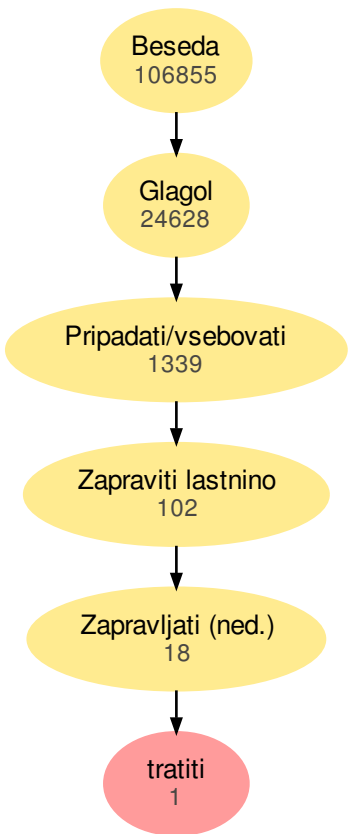 Beseda
106855
Glagol
24628
Pripadati/vsebovati
1339
Zapraviti lastnino
102
Zapravljati (ned.)
18
tratiti
1